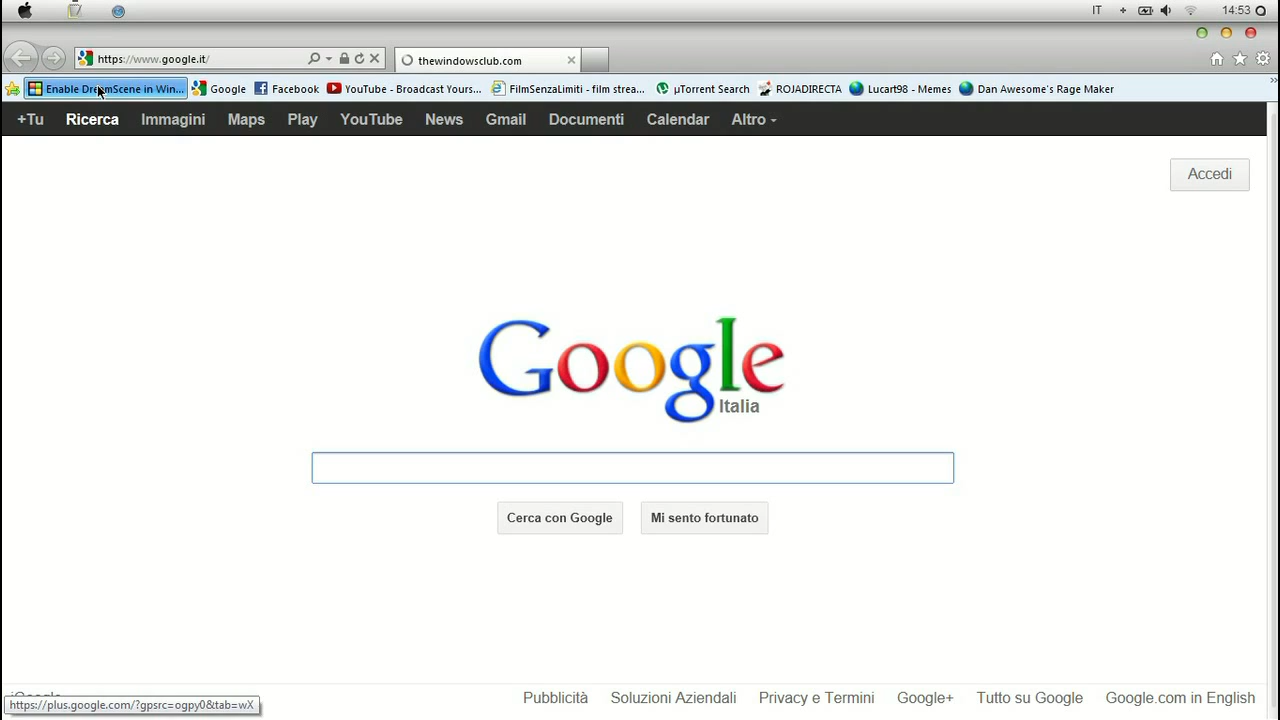 IT 14:53
https://www.google.it/ thewindowsclub.com
Enable DreamScene in Win... Google Facebook YouTube - Broadcast Yours... FilmSenzaLimiti - film strea... µTorrent Search ROJADIRECTA Lucart98 - Memes Dan Awesome's Rage Maker
+Tu Ricerca Immagini Maps Play YouTube News Gmail Documenti Calendar Altro
Accedi
Google
Italia
Cerca con Google Mi sento fortunato
iGoogle
https://plus.google.com/?gpsrc=ogpy0&tab=wX Pubblicità Soluzioni Aziendali Privacy e Termini Google+ Tutto su Google Google.com in English